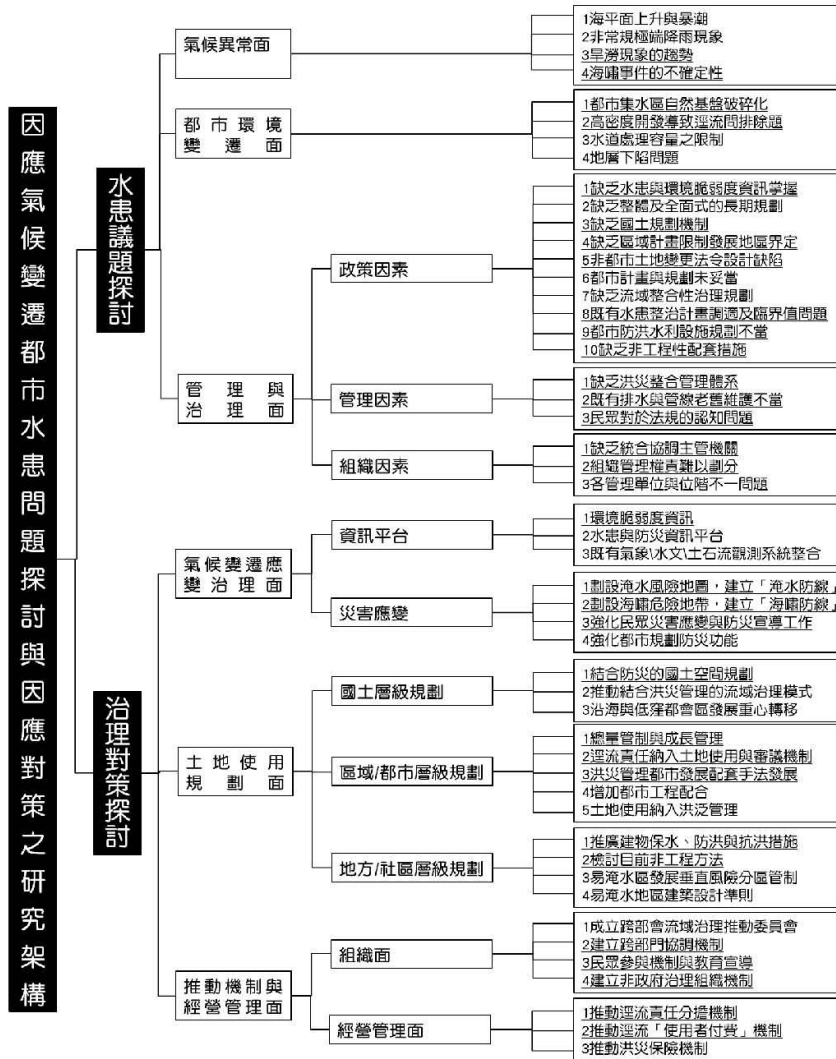 因應氣候變遷都市水患問題探討與因應對策之研究架構
水患議題探討
氣候異常面
1海平面上升與暴潮
2非常規極端降雨現象
3旱澇現象的趨勢
4海嘯事件的不確定性
都市環境
變遷面
1都市集水區自然基盤破碎化
2高密度開發導致逕流問排除題
3水道處理容量之限制
4地層下陷問題
管理與
治理面
政策因素
1缺乏水患與環境脆弱度資訊掌握
2缺乏整體及全面式的長期規劃
3缺乏國土規劃機制
4缺乏區域計畫限制發展地區界定
5非都市土地變更法令設計缺陷
6都市計畫與規劃未妥當
7缺乏流域整合性治理規劃
8既有水患整治計畫調適及臨界值問題
9都市防洪水利設施規劃不當
10缺乏非工程性配套措施
管理因素
1缺乏洪災整合管理體系
2既有排水與管線老舊維護不當
3民眾對於法規的認知問題
組織因素
1缺乏統合協調主管機關
2組織管理權責難以劃分
3各管理單位與位階不一問題
治理對策探討
氣候變遷應
變治理面
資訊平台
1環境脆弱度資訊
2水患與防災資訊平台
3既有氣象\水文\土石流觀測系統整合
災害應變
1劃設淹水風險地圖，建立「淹水防線」
2劃設海嘯危險地帶，建立「海嘯防線」
3強化民眾災害應變與防災宣導工作
4強化都市規劃防災功能
土地使用
規劃面
國土層級規劃
1結合防災的國土空間規劃
2推動結合洪災管理的流域治理模式
3沿海與低窪都會區發展重心轉移
區域/都市層級規劃
1總量管制與成長管理
2逕流責任納入土地使用與審議機制
3洪災管理都市發展配套手法發展
4增加都市工程配合
5土地使用納入洪泛管理
地方/社區層級規劃
1推廣建物保水、防洪與抗洪措施
2檢討目前非工程方法
3易淹水區發展垂直風險分區管制
4易淹水地區建築設計準則
推動機制與
經營管理面
組織面
1成立跨部會流域治理推動委員會
2建立跨部門協調機制
3民眾參與機制與教育宣導
4建立非政府治理組織機制
經營管理面
1推動逕流責任分擔機制
2推動逕流「使用者付費」機制
3推動洪災保險機制